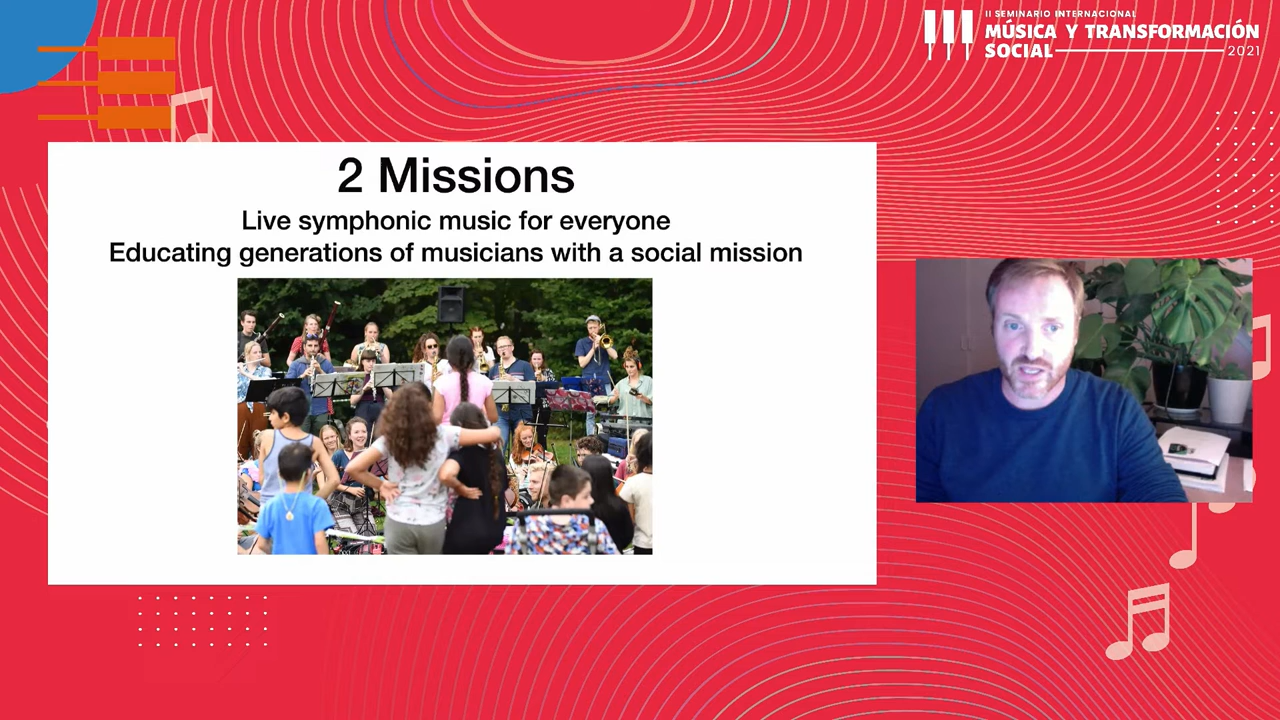 II SEMINARIO INTERNACIONAL
MÚSICA Y TRANSFORMACIÓN
SOCIAL
2021
2 Missions
Live symphonic music for everyone
Educating generations of musicians with a social mission